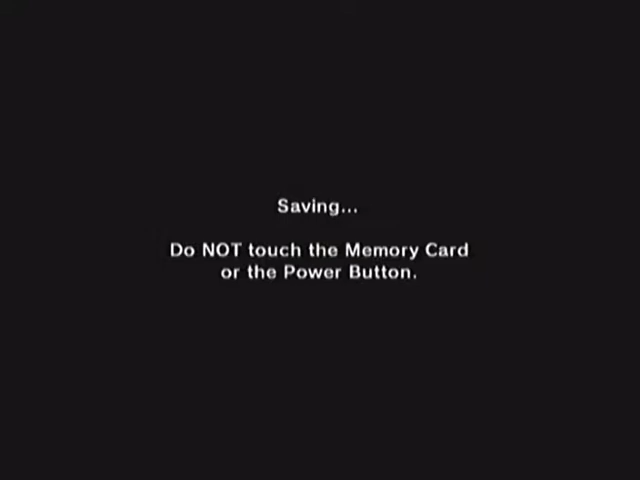 Saving...
Do NOT touch the Memory Card
or the Power Button.